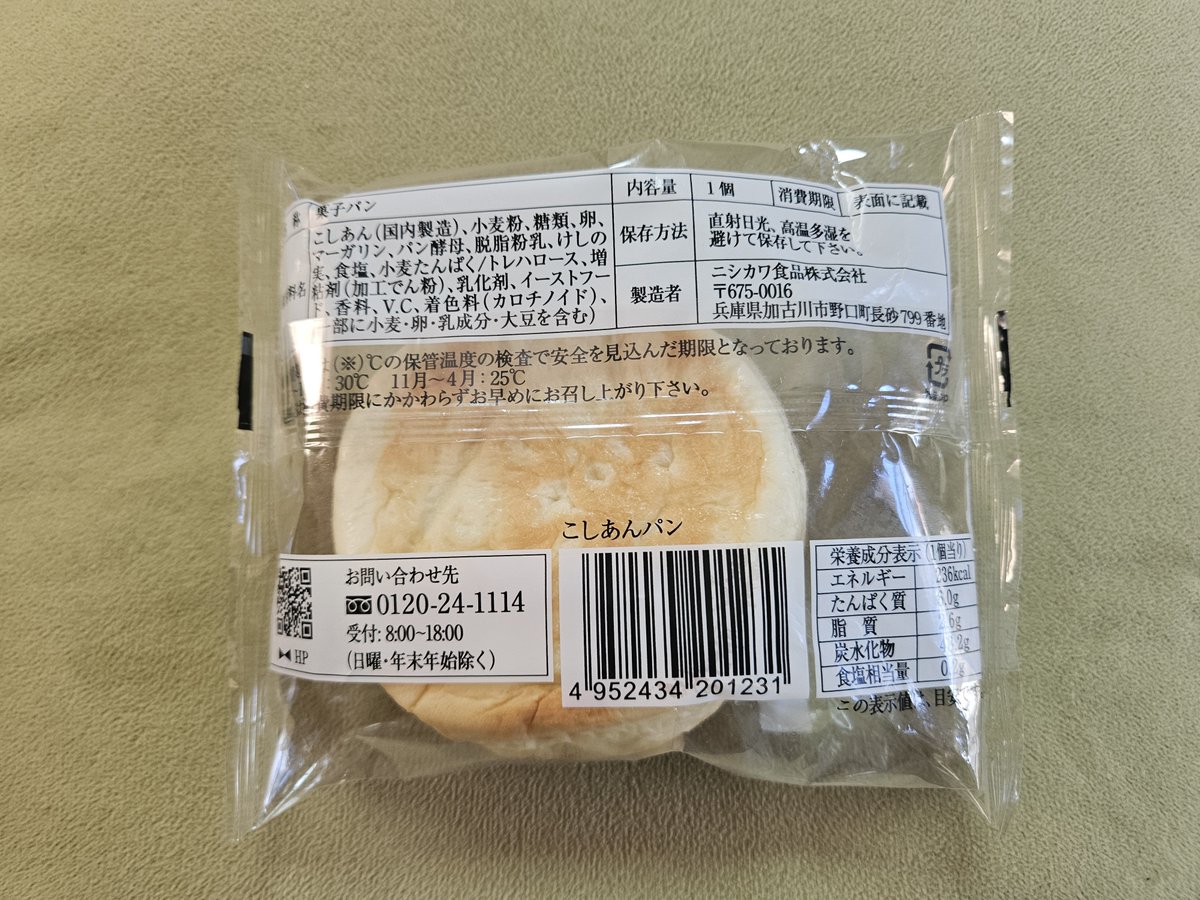 称 菓子パン
内容量 1個 消費期限 表面に記載
こしあん(国内製造)、小麦粉、糖類、卵、
マーガリン、パン酵母、脱脂粉乳、けしの
実、食塩、小麦たんぱく/トレハロース、増
粘剤(加工でん粉)、乳化剤、イーストフー
ド、香料、V.C、着色料(カロチノイド)、
一部に小麦・卵・乳成分・大豆を含む)
料名
保存方法
直射日光、高温多湿を
避けて保存して下さい。
製造者
ニシカワ食品株式会社
〒675-0016
兵庫県加古川市野口町長砂799番地
は(※)℃の保管温度の検査で安全を見込んだ期限となっております。
:30℃ 11月~4月:25℃
費期限にかかわらずお早めにお召し上がり下さい。
プラ
こしあんパン
お問い合わせ先
0120-24-1114
受付:8:00~18:00
(日曜・年末年始除く)
HP
4 952434 201231
栄養成分表示(1個当り)
エネルギー 236kcal
たんぱく質
脂質
炭水化物
食塩相当量
この表示値は、目安